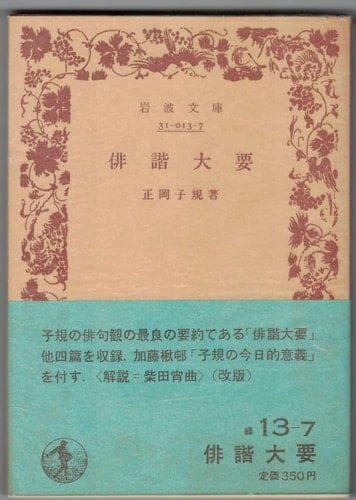 岩波文庫
31-013-7
俳諧大要
正岡子規著
子規の俳句観の最良の要約である「俳諧大要」
他四篇を収録．加藤楸邨「子規の今日的意義」
を付す．〈解説＝柴田宵曲〉（改版）
緑 13-7
俳諧大要
定価350円